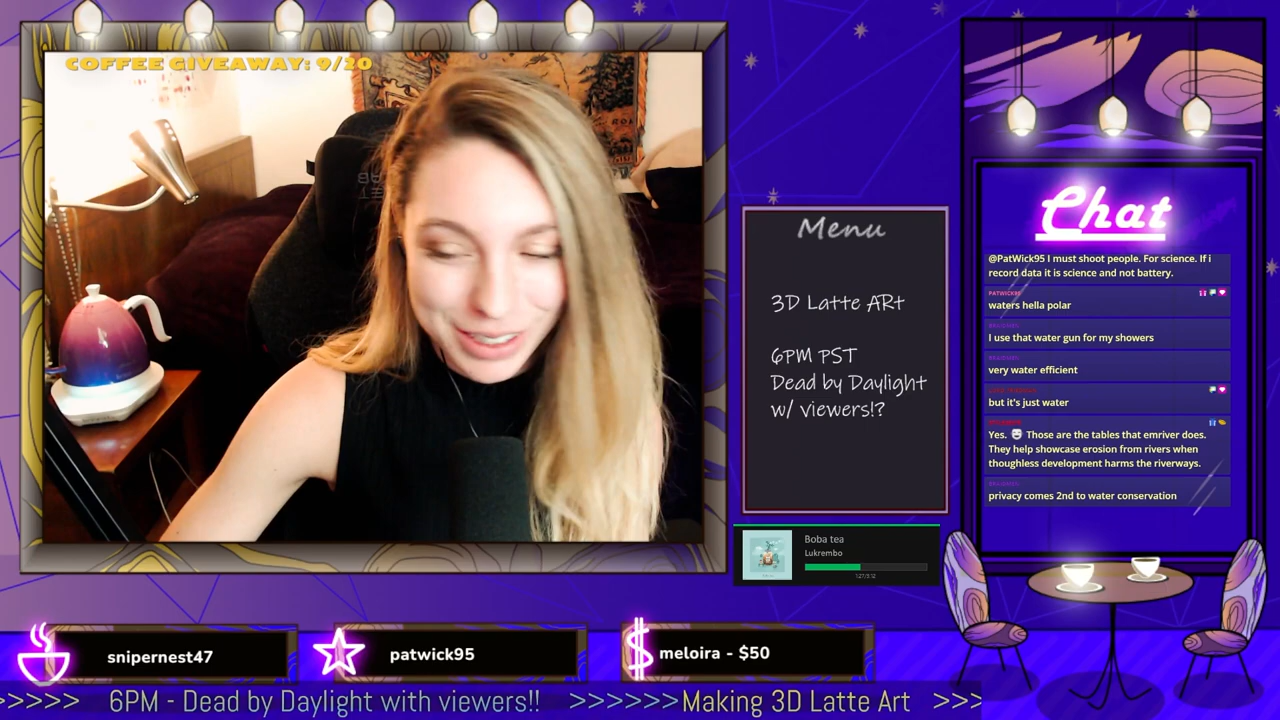 COFFEE GIVEAWAY: 9/20
Menu
3D Latte ARt
6PM PST
Dead by Daylight
w/ viewers!?
Boba tea
Lukrembo
Chat
@PatWick95 I must shoot people. For science. If i
record data it is science and not battery.
PATWICK95
waters hella polar
I use that water gun for my showers
very water efficient
but it's just water
Yes. 😇 Those are the tables that emriver does.
They help showcase erosion from rivers when
thoughless development harms the riverways.
privacy comes 2nd to water conservation
snipernest47
patwick95
meloira - $50
>>>>> 6PM - Dead by Daylight with viewers!! >>>>>>Making 3D Latte Art >>>